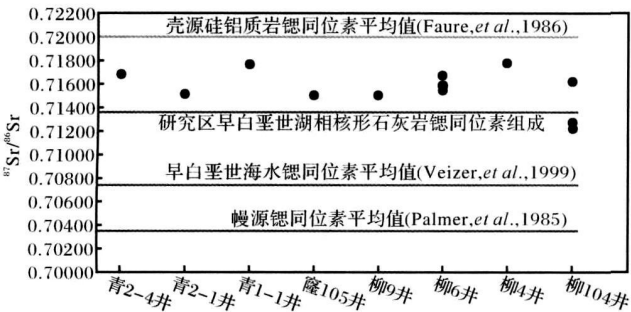 0.72200
壳源硅铝质岩锶同位素平均值(Faure,et al.,1986)
0.72000
0.71800
0.71600
0.71400
研究区早白垩世湖相核形石灰岩锶同位素组成
0.71200
0.71000
早白垩世海水锶同位素平均值(Veizer,et al.,1999)
0.70800
0.70600
幔源锶同位素平均值(Palmer,et al.,1985)
0.70400
0.70200
0.70000
87Sr/86Sr
青2-4井
青2-1井
青1-1井
窿105井
柳9井
柳6井
柳4井
柳104井